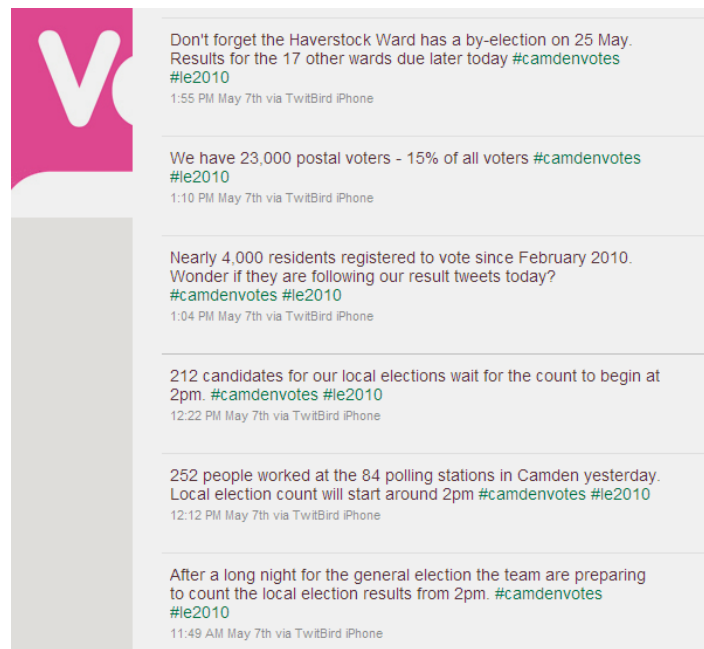 Vo
Don't forget the Haverstock Ward has a by-election on 25 May.
Results for the 17 other wards due later today #camdenvotes
#le2010
1:55 PM May 7th via TwitBird iPhone
We have 23,000 postal voters - 15% of all voters #camdenvotes
#le2010
1:10 PM May 7th via TwitBird iPhone
Nearly 4,000 residents registered to vote since February 2010.
Wonder if they are following our result tweets today?
#camdenvotes #le2010
1:04 PM May 7th via TwitBird iPhone
212 candidates for our local elections wait for the count to begin at
2pm. #camdenvotes #le2010
12:22 PM May 7th via TwitBird iPhone
252 people worked at the 84 polling stations in Camden yesterday.
Local election count will start around 2pm #camdenvotes #le2010
12:12 PM May 7th via TwitBird iPhone
After a long night for the general election the team are preparing
to count the local election results from 2pm. #camdenvotes
#le2010
11:49 AM May 7th via TwitBird iPhone